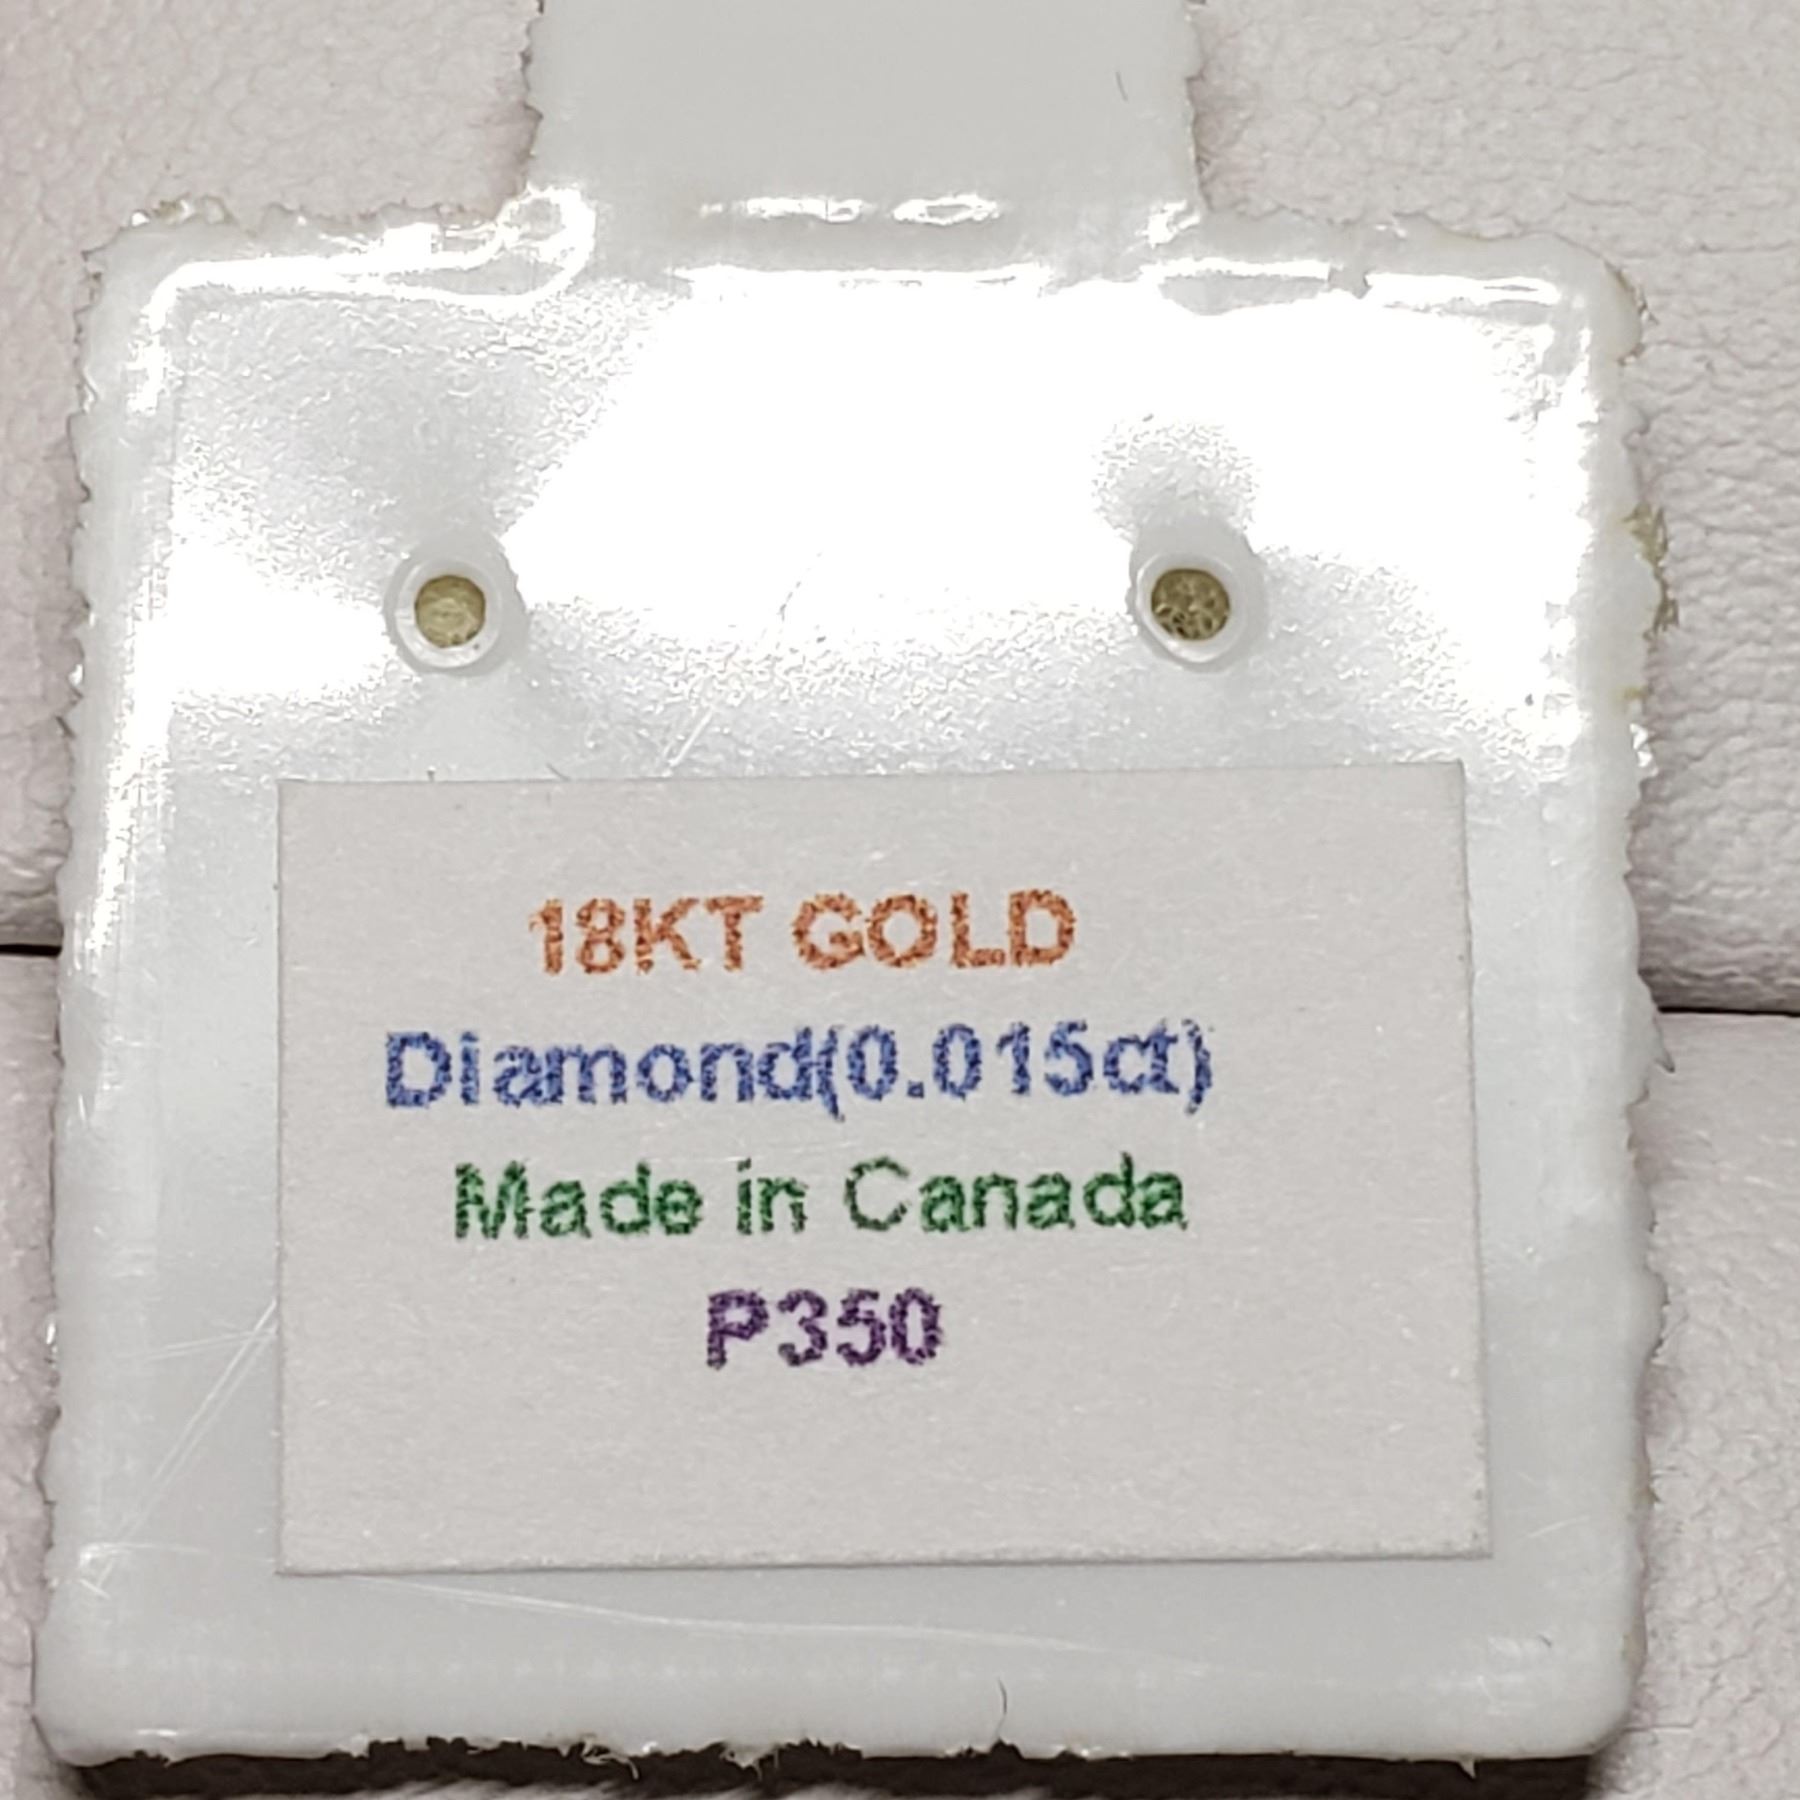 18KT GOLD
Diamond(0.015ct)
Made in Canada
P350